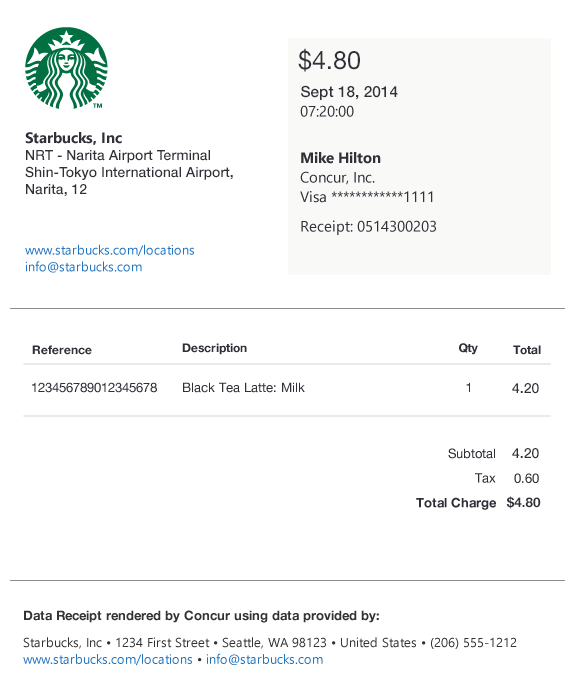 TM
Starbucks, Inc
NRT - Narita Airport Terminal
Shin-Tokyo International Airport,
Narita, 12
www.starbucks.com/locations
info@starbucks.com
$4.80
Sept 18, 2014
07:20:00
Mike Hilton
Concur, Inc.
Visa ************1111
Receipt: 0514300203
Reference Description Qty Total
123456789012345678 Black Tea Latte: Milk 1 4.20
Subtotal 4.20
Tax 0.60
Total Charge $4.80
Data Receipt rendered by Concur using data provided by:
Starbucks, Inc • 1234 First Street • Seattle, WA 98123 • United States • (206) 555-1212
www.starbucks.com/locations • info@starbucks.com